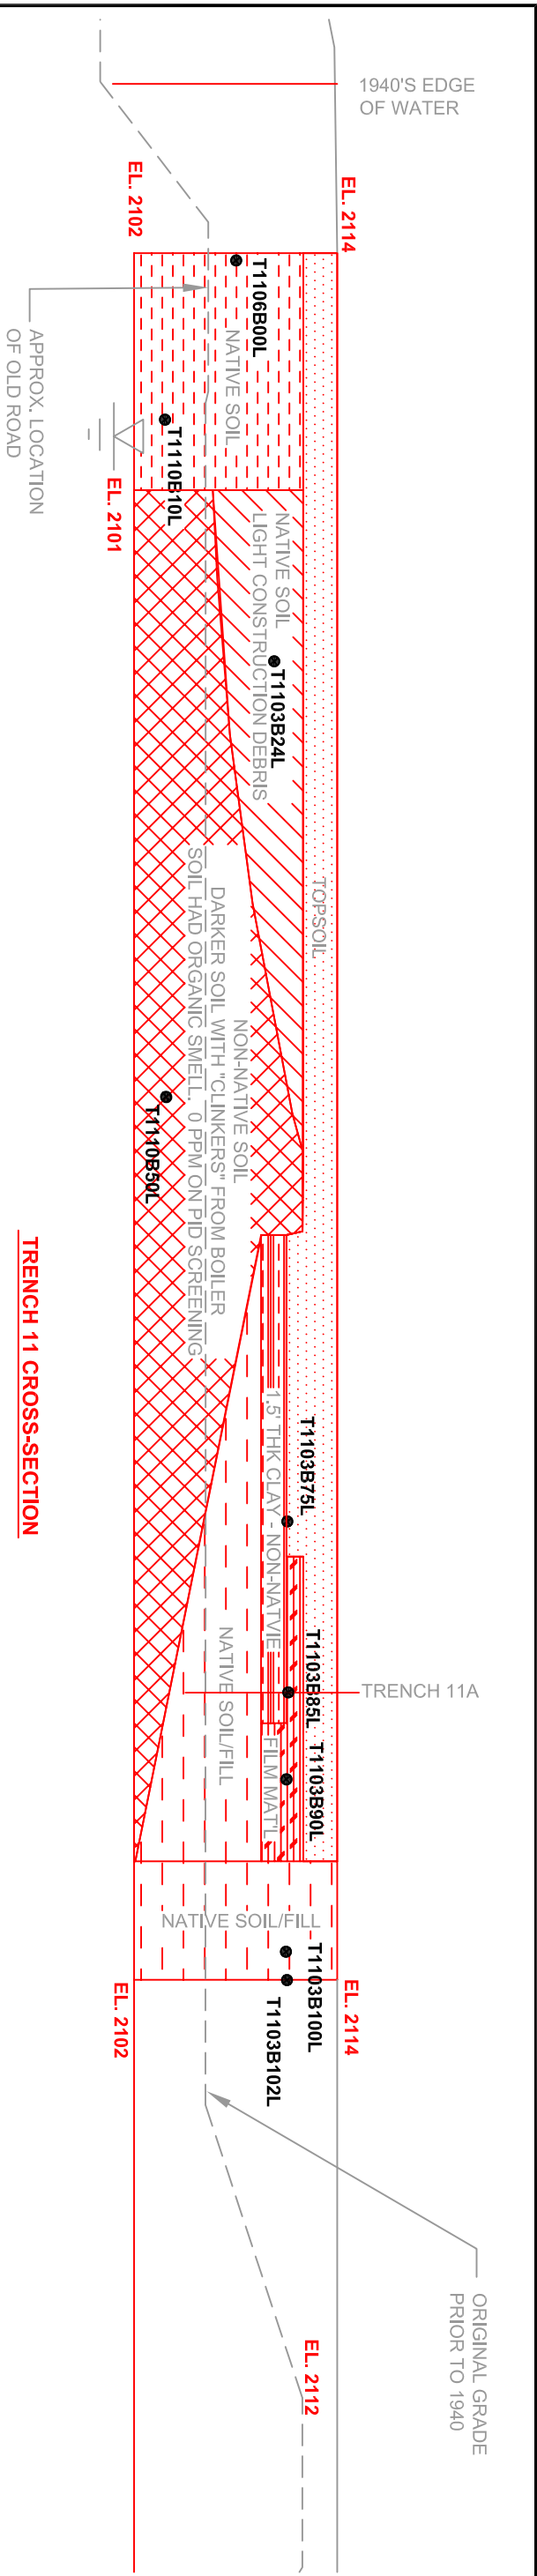 1940'S EDGE
OF WATER
EL. 2114
EL. 2102
T1106B00L
NATIVE SOIL
T1110B10L
EL. 2101
APPROX. LOCATION
OF OLD ROAD
NATIVE SOIL
LIGHT CONSTRUCTION DEBRIS
T1103B24L
TOPSOIL
NON-NATIVE SOIL
DARKER SOIL WITH "CLINKERS" FROM BOILER
SOIL HAD ORGANIC SMELL. 0 PPM ON PID SCREENING
T1110B50L
T1103B75L
1.5' THK CLAY - NON-NATVIE
T1103B85L
TRENCH 11A
T1103B90L
FILM MAT'L
NATIVE SOIL/FILL
NATIVE SOIL/FILL
T1103B100L
T1103B102L
EL. 2114
EL. 2102
EL. 2112
ORIGINAL GRADE
PRIOR TO 1940
TRENCH 11 CROSS-SECTION